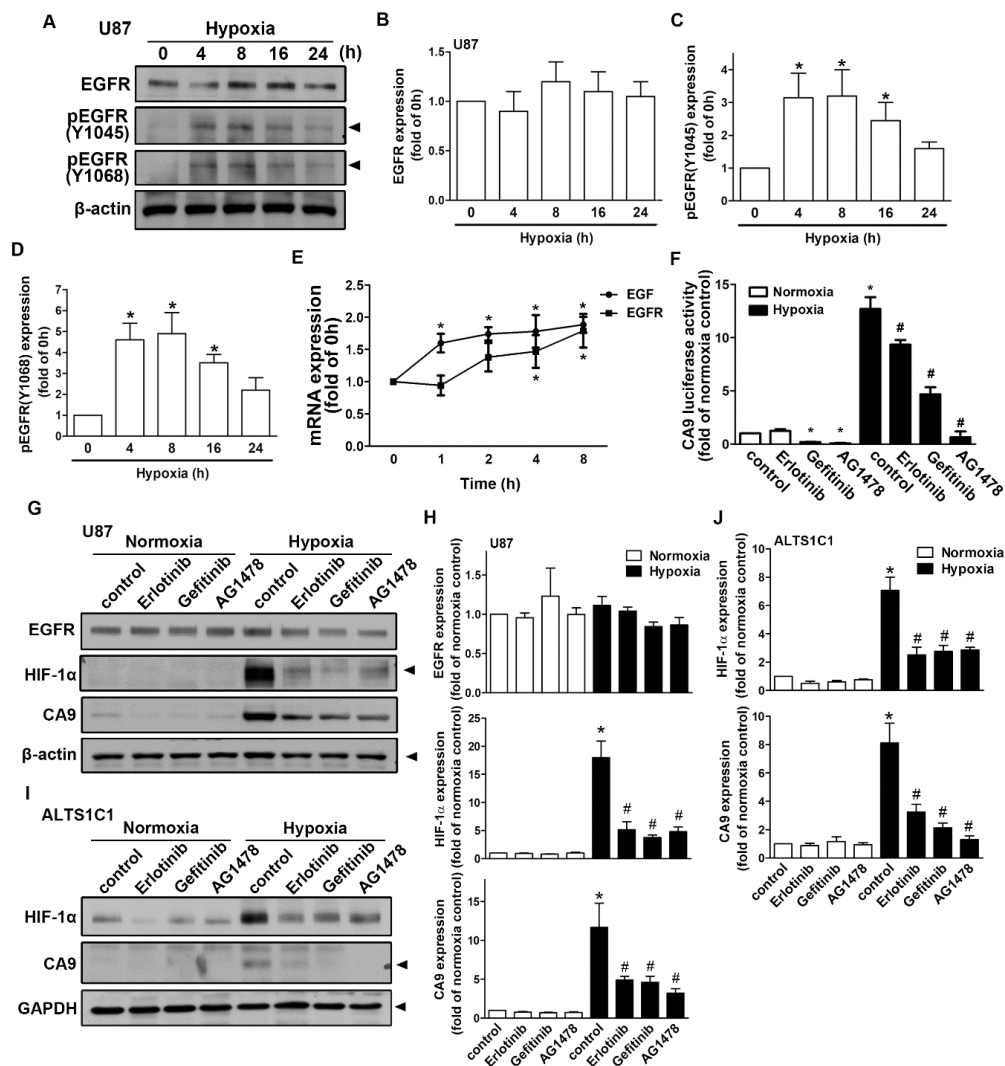 A
U87
Hypoxia
0 4 8 16 24 (h)
EGFR
pEGFR
(Y1045)
pEGFR
(Y1068)
β-actin
B
U87
EGFR expression
(fold of 0h)
1.5
1.0
0.5
0.0
0 4 8 16 24
Hypoxia (h)
C
pEGFR(Y1045) expression
(fold of 0h)
4
3
2
1
0
* * *
0 4 8 16 24
Hypoxia (h)
D
pEGFR(Y1068) expression
(fold of 0h)
7
6
5
4
3
2
1
0
* * *
0 4 8 16 24
Hypoxia (h)
E
mRNA expression
(fold of 0h)
2.5
2.0
1.5
1.0
0.5
0.0
* * * *
* *
EGF
EGFR
0 1 2 4 8
Time (h)
F
CA9 luciferase activity
(fold of normoxia control)
15
10
5
0
Normoxia
Hypoxia
* * * # # #
control Erlotinib Gefitinib AG1478 control Erlotinib Gefitinib AG1478
G
U87
Normoxia Hypoxia
control Erlotinib Gefitinib AG1478 control Erlotinib Gefitinib AG1478
EGFR
HIF-1α
CA9
β-actin
H
U87
Normoxia
Hypoxia
EGFR expression
(fold of normoxia control)
2.0
1.5
1.0
0.5
0.0
HIF-1α expression
(fold of normoxia control)
25
20
15
10
5
0
* # # #
CA9 expression
(fold of normoxia control)
15
10
5
0
* # # #
control Erlotinib Gefitinib AG1478 control Erlotinib Gefitinib AG1478
I
ALTS1C1
Normoxia Hypoxia
control Erlotinib Gefitinib AG1478 control Erlotinib Gefitinib AG1478
HIF-1α
CA9
GAPDH
J
ALTS1C1
Normoxia
Hypoxia
HIF-1α expression
(fold of normoxia control)
10
8
6
4
2
0
* # # #
CA9 expression
(fold of normoxia control)
10
8
6
4
2
0
* # # #
control Erlotinib Gefitinib AG1478 control Erlotinib Gefitinib AG1478